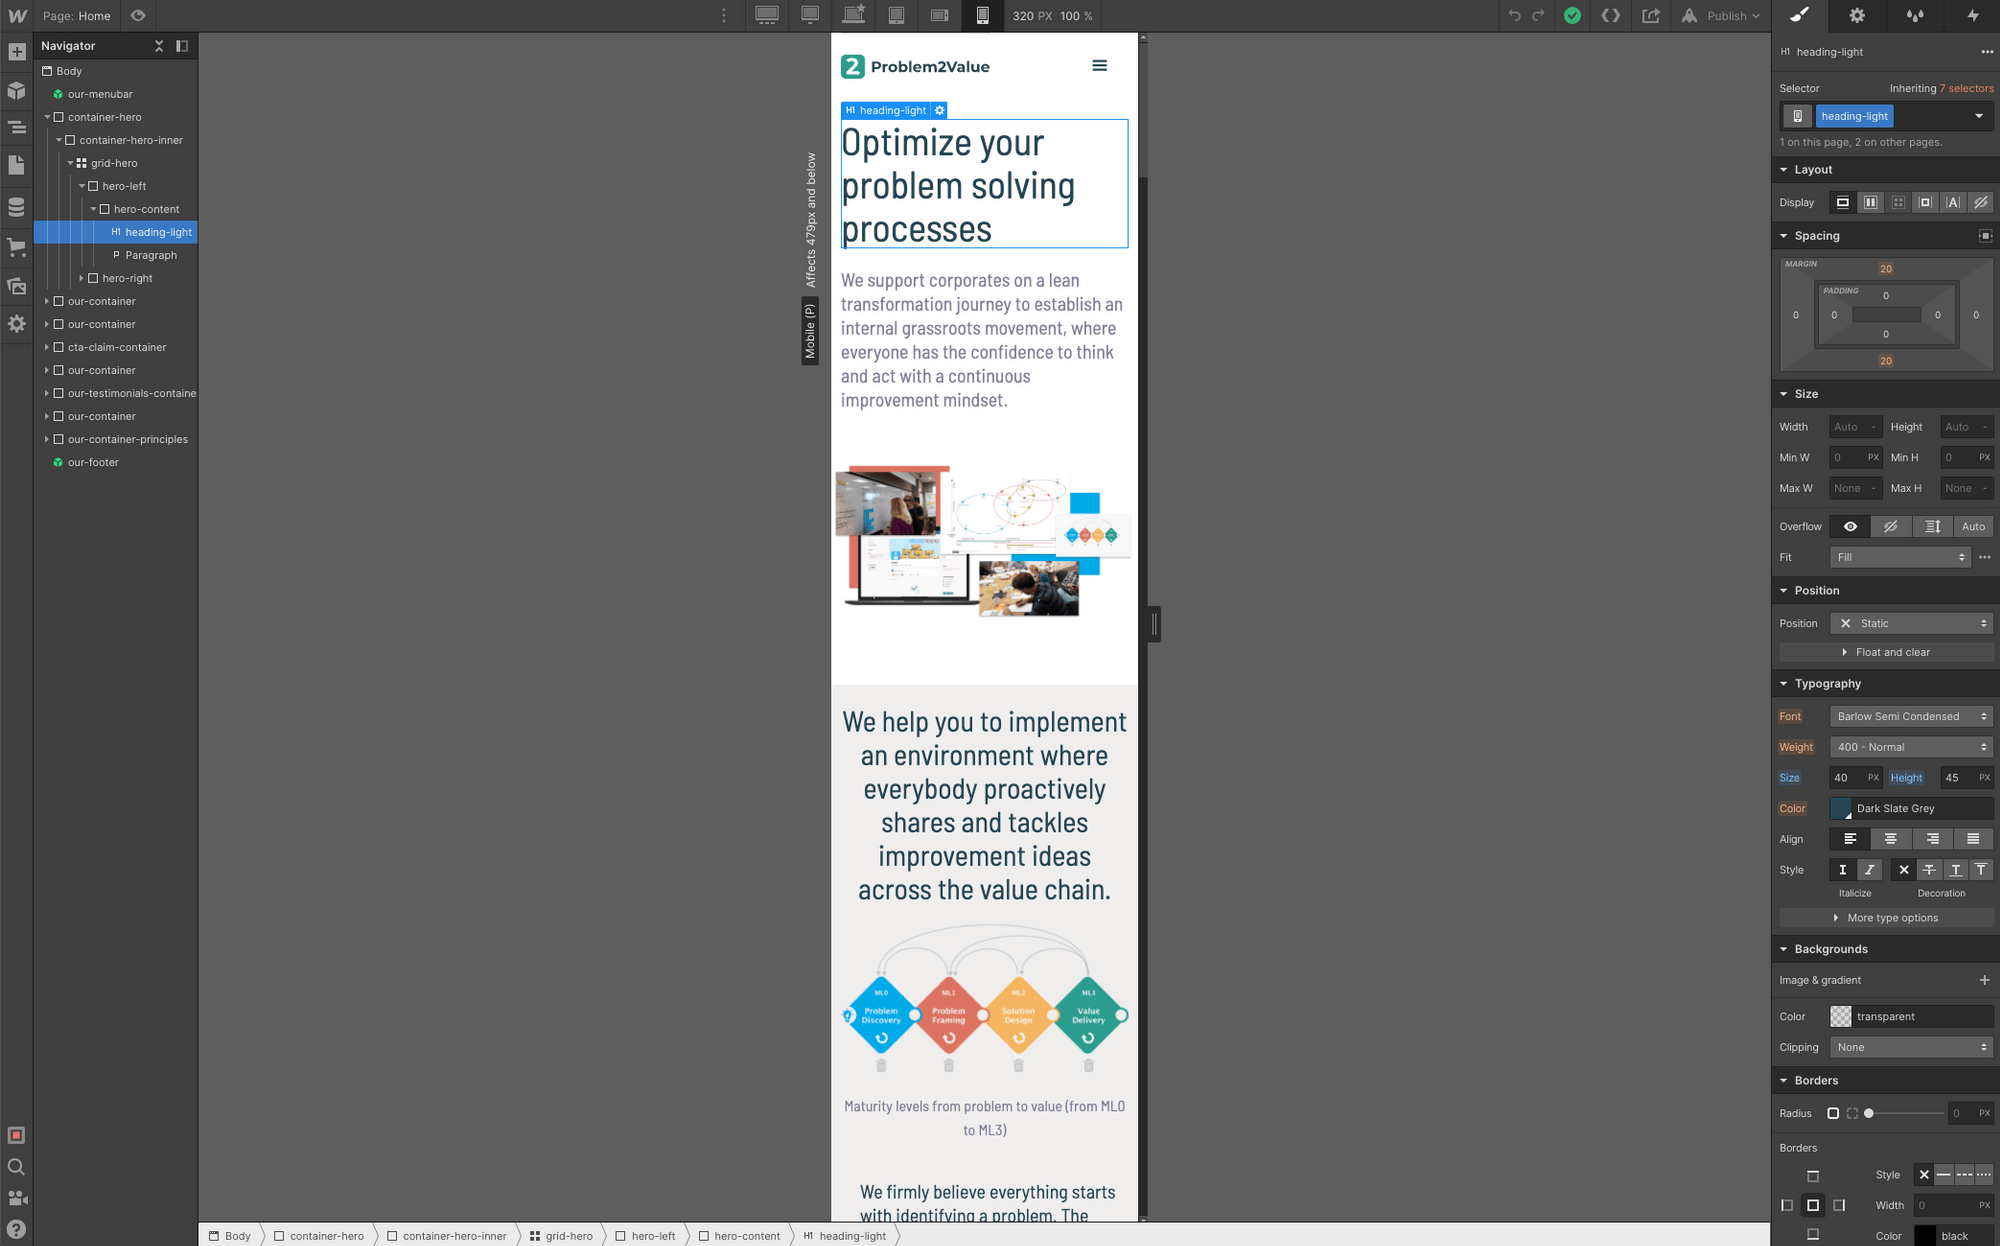 Page: Home
320 PX 100 %
Publish
Navigator
Body
our-menubar
container-hero
container-hero-inner
grid-hero
hero-left
hero-content
H1 heading-light
P Paragraph
hero-right
our-container
our-container
cta-claim-container
our-container
our-testimonials-containe
our-container
our-container-principles
our-footer
Affects 479px and below
Mobile (P)
2 Problem2Value
H1 heading-light
Optimize your
problem solving
processes
We support corporates on a lean
transformation journey to establish an
internal grassroots movement, where
everyone has the confidence to think
and act with a continuous
improvement mindset.
We help you to implement
an environment where
everybody proactively
shares and tackles
improvement ideas
across the value chain.
ML0 ML1 ML2 ML3
Problem Problem Solution Value
Discovery Framing Design Delivery
Maturity levels from problem to value (from ML0
to ML3)
We firmly believe everything starts
with identifying a problem. The
Body container-hero container-hero-inner grid-hero hero-left hero-content H1 heading-light
H1 heading-light
Selector Inheriting 7 selectors
heading-light
1 on this page, 2 on other pages.
Layout
Display
Spacing
MARGIN
20
PADDING
0
0 0 0 0
0
20
Size
Width Auto - Height Auto -
Min W 0 PX Min H 0 PX
Max W None - Max H None -
Overflow Auto
Fit Fill
Position
Position Static
Float and clear
Typography
Font Barlow Semi Condensed
Weight 400 - Normal
Size 40 PX Height 45 PX
Color Dark Slate Grey
Align
Style
Italicize Decoration
More type options
Backgrounds
Image & gradient
Color transparent
Clipping None
Borders
Radius 0 PX
Borders
Style
Width 0 PX
Color black